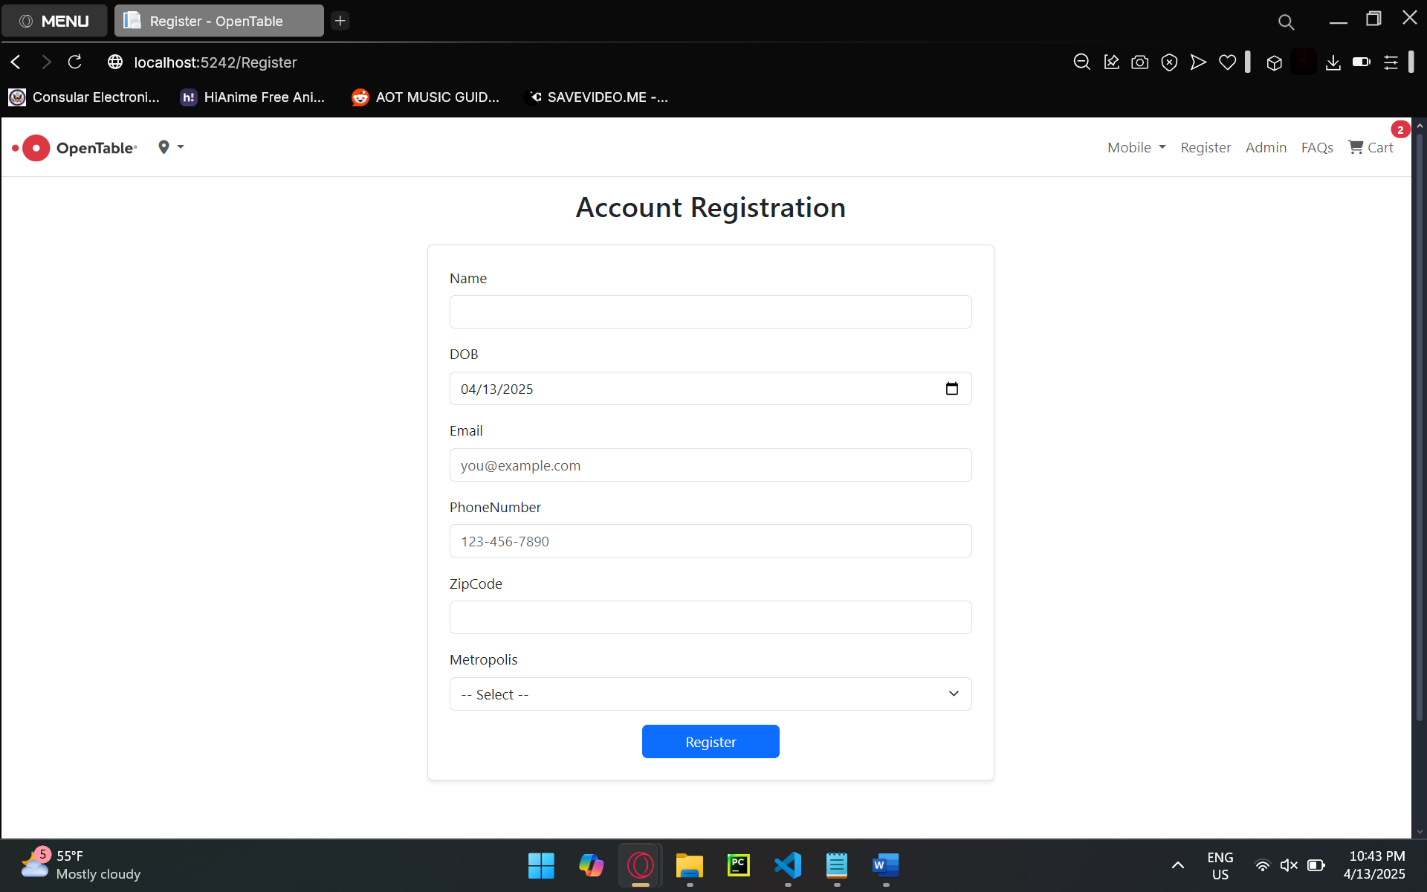 MENU
Register - OpenTable
localhost:5242/Register
Consular Electroni...
h! HiAnime Free Ani...
AOT MUSIC GUID...
SAVEVIDEO.ME -...
OpenTable
Mobile
Register
Admin
FAQs
Cart
2
Account Registration
Name
DOB
04/13/2025
Email
you@example.com
PhoneNumber
123-456-7890
ZipCode
Metropolis
-- Select --
Register
5
55°F
Mostly cloudy
PC
W
ENG
US
10:43 PM
4/13/2025